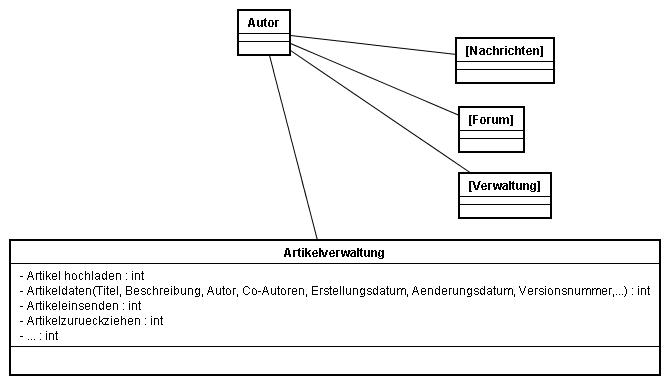 Autor
[Nachrichten]
[Forum]
[Verwaltung]
Artikelverwaltung
- Artikel hochladen : int
- Artikeldaten(Titel, Beschreibung, Autor, Co-Autoren, Erstellungsdatum, Aenderungsdatum, Versionsnummer,...) : int
- Artikeleinsenden : int
- Artikelzurueckziehen : int
- ... : int